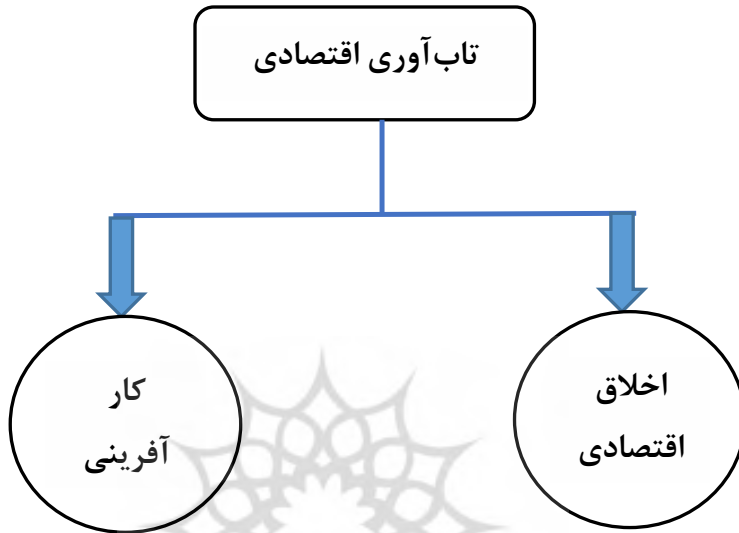 تاب‌آوری اقتصادی
اخلاق
اقتصادی
کار
آفرینی